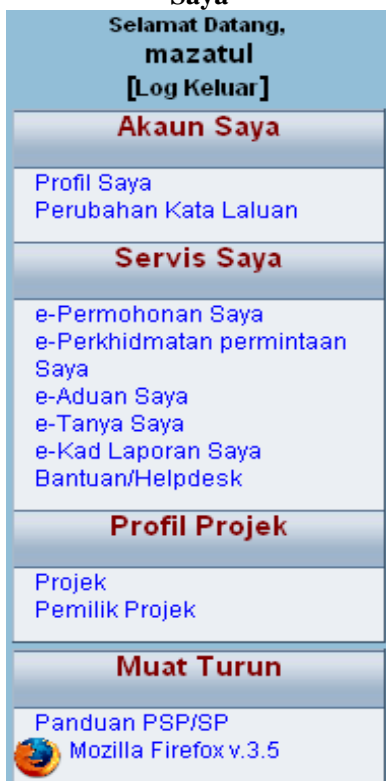 Saya
Selamat Datang,
mazatul
[Log Keluar]
Akaun Saya
Profil Saya
Perubahan Kata Laluan
Servis Saya
e-Permohonan Saya
e-Perkhidmatan permintaan
Saya
e-Aduan Saya
e-Tanya Saya
e-Kad Laporan Saya
Bantuan/Helpdesk
Profil Projek
Projek
Pemilik Projek
Muat Turun
Panduan PSP/SP
Mozilla Firefox v.3.5